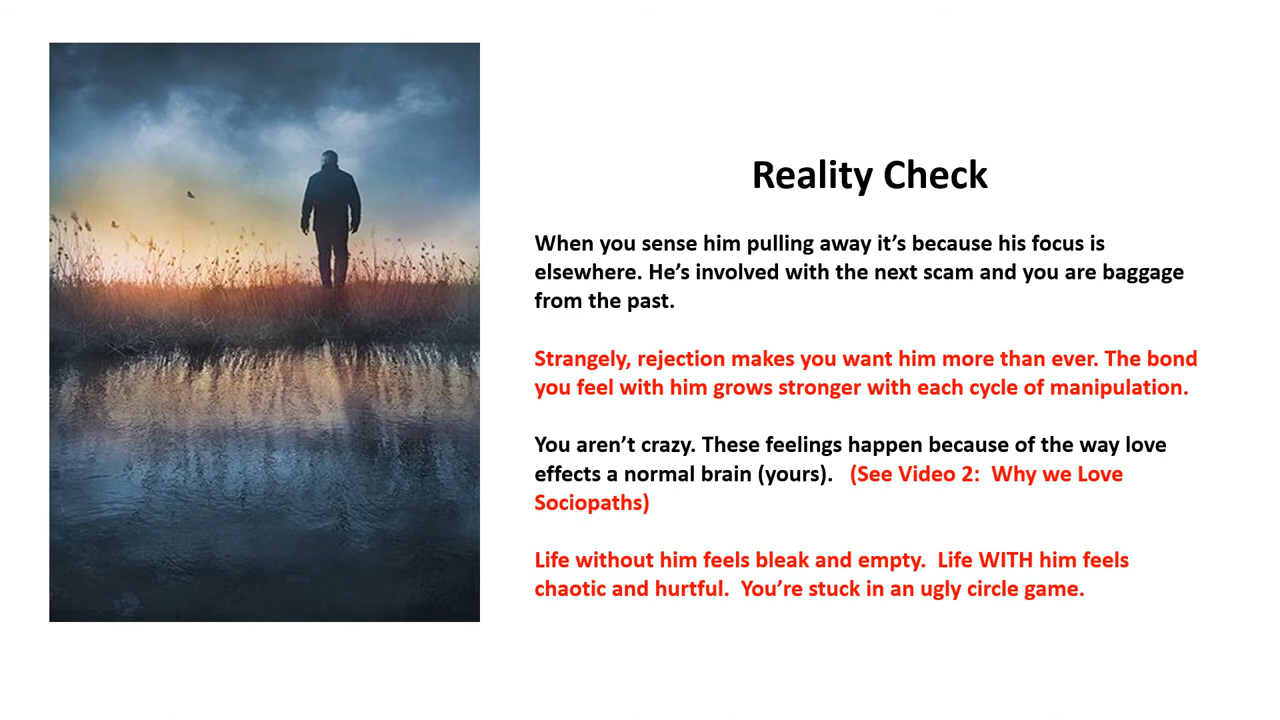 Reality Check
When you sense him pulling away it’s because his focus is
elsewhere. He’s involved with the next scam and you are baggage
from the past.
Strangely, rejection makes you want him more than ever. The bond
you feel with him grows stronger with each cycle of manipulation.
You aren’t crazy. These feelings happen because of the way love
effects a normal brain (yours).   (See Video 2:  Why we Love
Sociopaths)
Life without him feels bleak and empty.  Life WITH him feels
chaotic and hurtful.  You’re stuck in an ugly circle game.